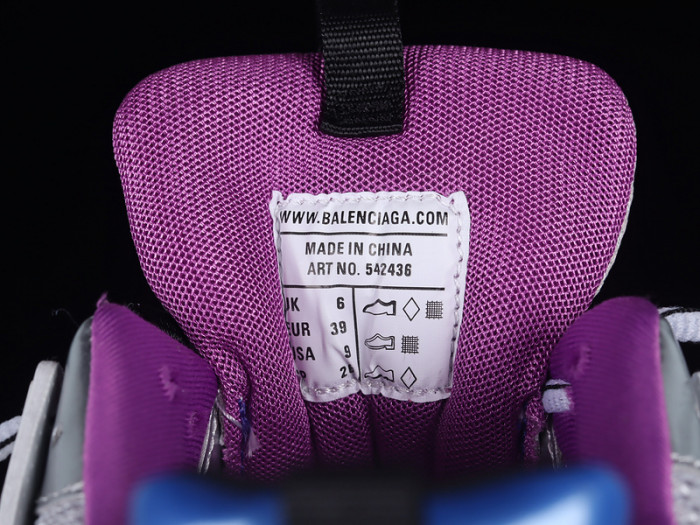 WWW.BALENCIAGA.COM
MADE IN CHINA
ART NO. 542436
UK 6
EUR 39
USA 9